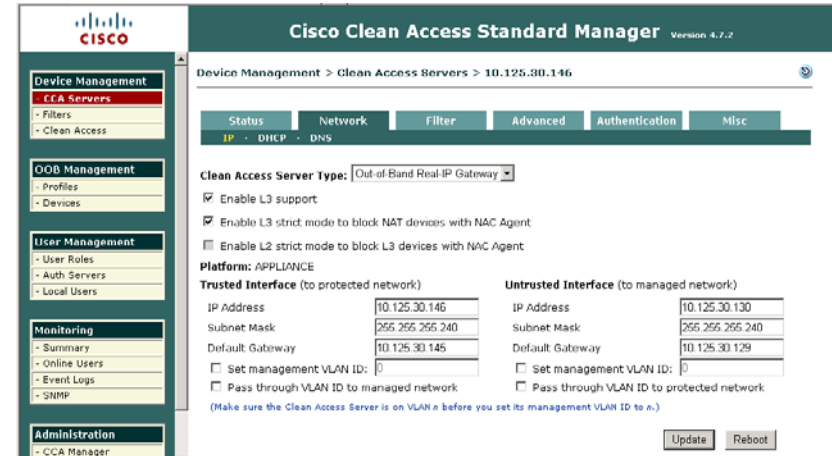 CISCO
Cisco Clean Access Standard Manager Version 4.7.2
Device Management
- CCA Servers
- Filters
- Clean Access
OOB Management
- Profiles
- Devices
User Management
- User Roles
- Auth Servers
- Local Users
Monitoring
- Summary
- Online Users
- Event Logs
- SNMP
Administration
- CCA Manager
Device Management > Clean Access Servers > 10.125.30.146
Status Network Filter Advanced Authentication Misc
IP · DHCP · DNS
Clean Access Server Type: Out-of-Band Real-IP Gateway
Enable L3 support
Enable L3 strict mode to block NAT devices with NAC Agent
Enable L2 strict mode to block L3 devices with NAC Agent
Platform: APPLIANCE
Trusted Interface (to protected network)
IP Address 10.125.30.146
Subnet Mask 255.255.255.240
Default Gateway 10.125.30.145
Set management VLAN ID: 0
Pass through VLAN ID to managed network
Untrusted Interface (to managed network)
IP Address 10.125.30.130
Subnet Mask 255.255.255.240
Default Gateway 10.125.30.129
Set management VLAN ID: 0
Pass through VLAN ID to protected network
(Make sure the Clean Access Server is on VLAN n before you set its management VLAN ID to n.)
Update Reboot